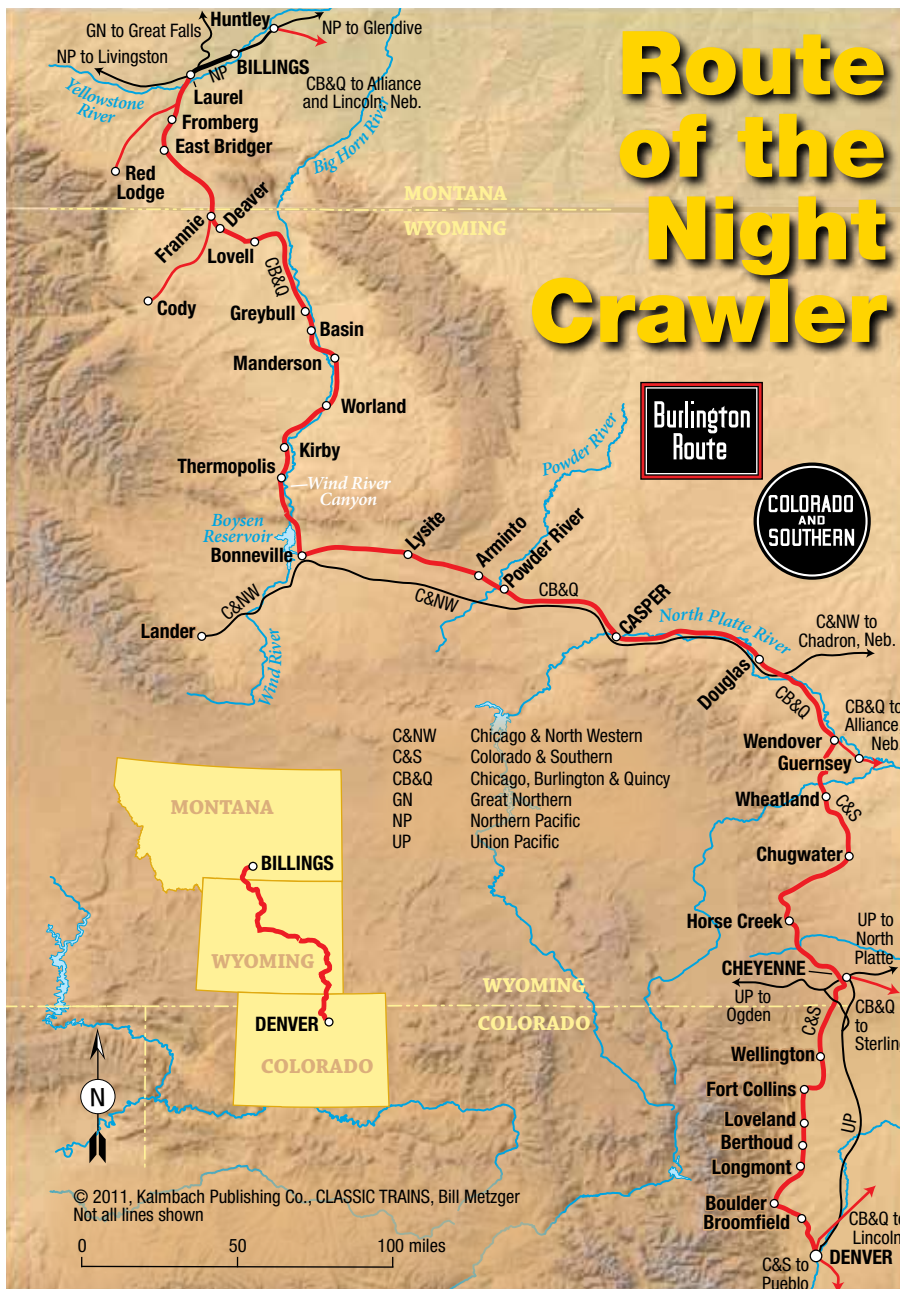 Route
of the
Night
Crawler
GN to Great Falls
Huntley
NP to Glendive
NP to Livingston
NP
BILLINGS
CB&Q to Alliance
and Lincoln, Neb.
Yellowstone
River
Laurel
Fromberg
East Bridger
Big Horn River
Red
Lodge
MONTANA
WYOMING
Frannie
Deaver
Lovell
CB&Q
Cody
Greybull
Basin
Manderson
Worland
Kirby
Thermopolis
Wind River
Canyon
Burlington
Route
COLORADO
AND
SOUTHERN
Powder River
Boysen
Reservoir
Bonneville
Lysite
Arminto
Powder River
C&NW
C&NW
CB&Q
CASPER
North Platte River
C&NW to
Chadron, Neb.
Lander
Wind River
Douglas
CB&Q
CB&Q to
Alliance
Neb
Wendover
Guernsey
C&NW Chicago & North Western
C&S Colorado & Southern
CB&Q Chicago, Burlington & Quincy
GN Great Northern
NP Northern Pacific
UP Union Pacific
Wheatland
C&S
Chugwater
Horse Creek
UP to
North
Platte
CHEYENNE
UP to
Ogden
WYOMING
COLORADO
C&S
CB&Q
to
Sterlin
Wellington
Fort Collins
Loveland
Berthoud
Longmont
UP
Boulder
Broomfield
CB&Q to
Lincoln
DENVER
C&S to
Pueblo
MONTANA
BILLINGS
WYOMING
DENVER
COLORADO
N
© 2011, Kalmbach Publishing Co., CLASSIC TRAINS, Bill Metzger
Not all lines shown
0 50 100 miles